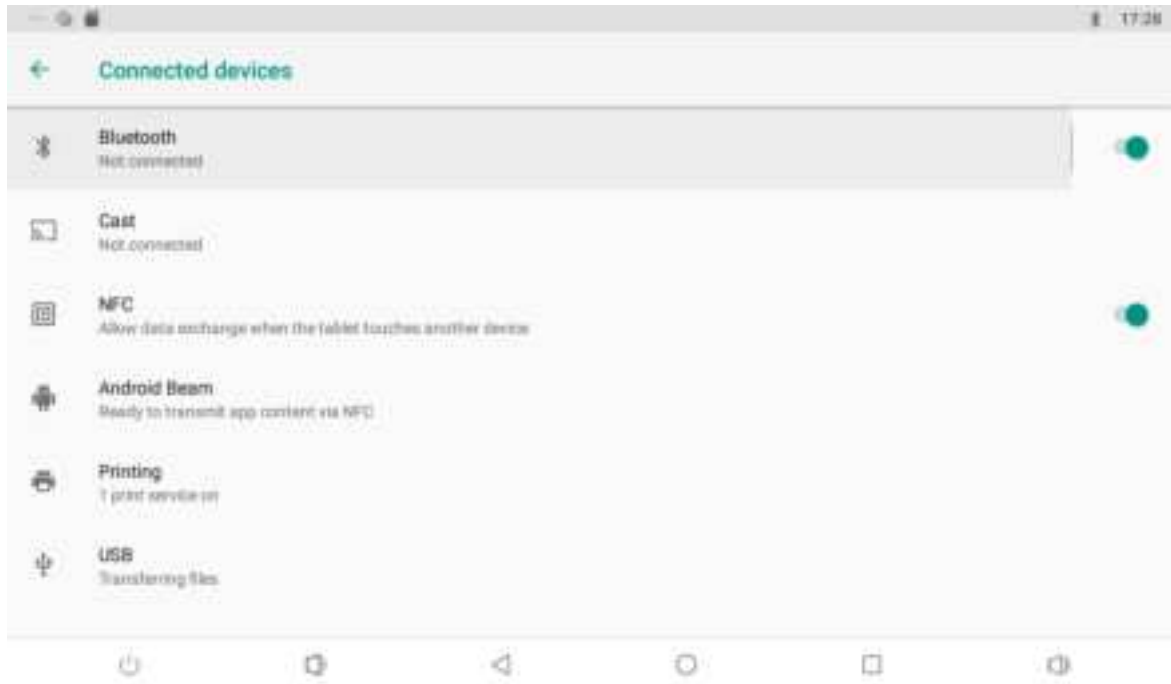 17:28
Connected devices
Bluetooth
Not connected
Cast
Not connected
NFC
Allow data exchange when the tablet touches another device
Android Beam
Ready to transmit app content via NFC
Printing
1 print service on
USB
Transferring files